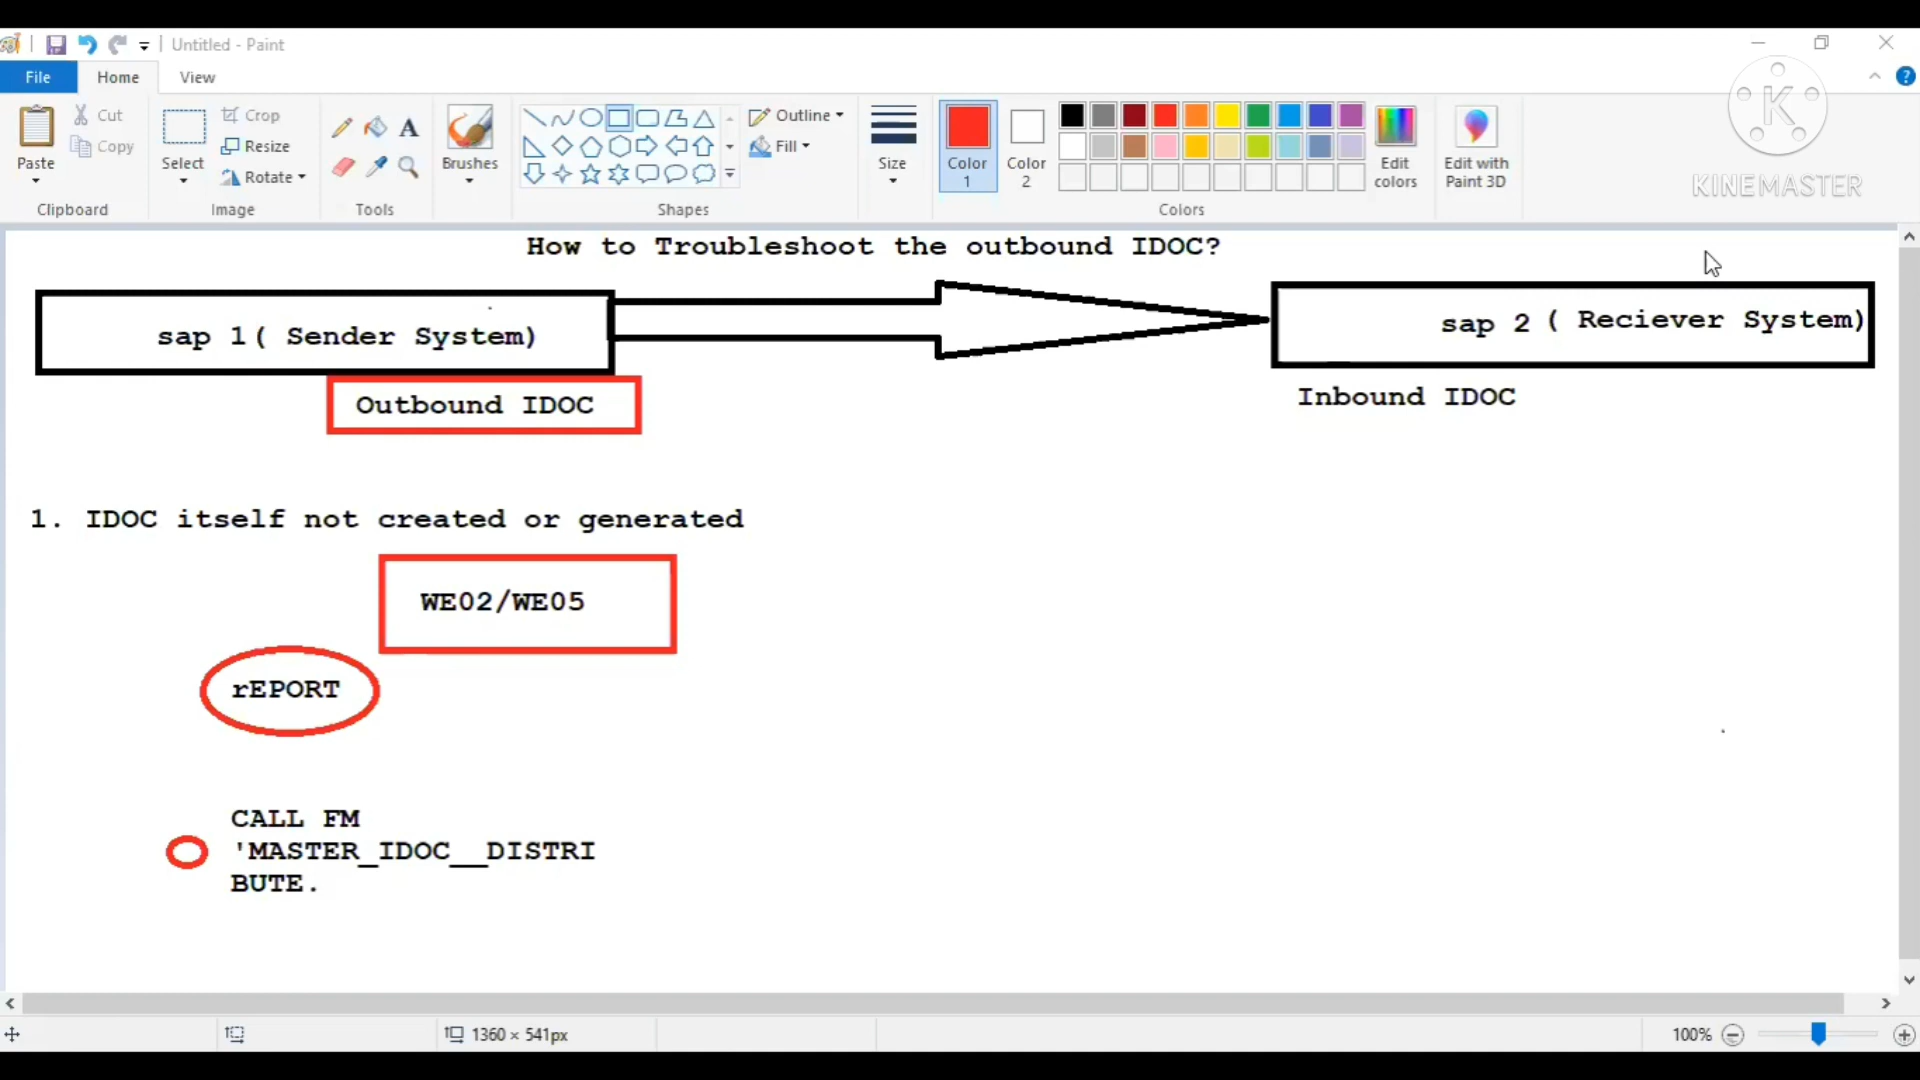 Untitled - Paint
File Home View
Paste
Cut
Copy
Clipboard
Select
Crop
Resize
Rotate
Image
Tools
Brushes
Shapes
Outline
Fill
Size
Color 1
Color 2
Edit colors
Colors
Edit with Paint 3D
K
KINEMASTER
How to Troubleshoot the outbound IDOC?
sap 1( Sender System)
sap 2 ( Reciever System)
Outbound IDOC
Inbound IDOC
1. IDOC itself not created or generated
WE02/WE05
rEPORT
CALL FM
'MASTER_IDOC__DISTRI
BUTE.
1360 × 541px
100%